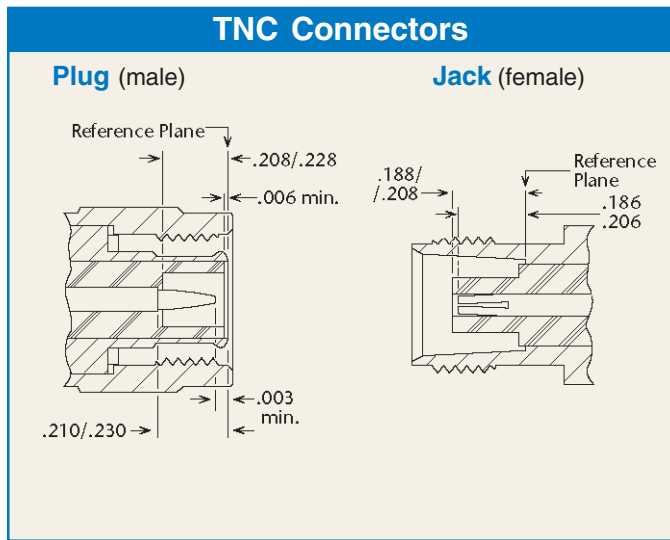 TNC Connectors
Plug (male)
Jack (female)
Reference Plane
.208/.228
.006 min.
.003
min.
.210/.230
Reference
Plane
.188/
/.208
.186
.206